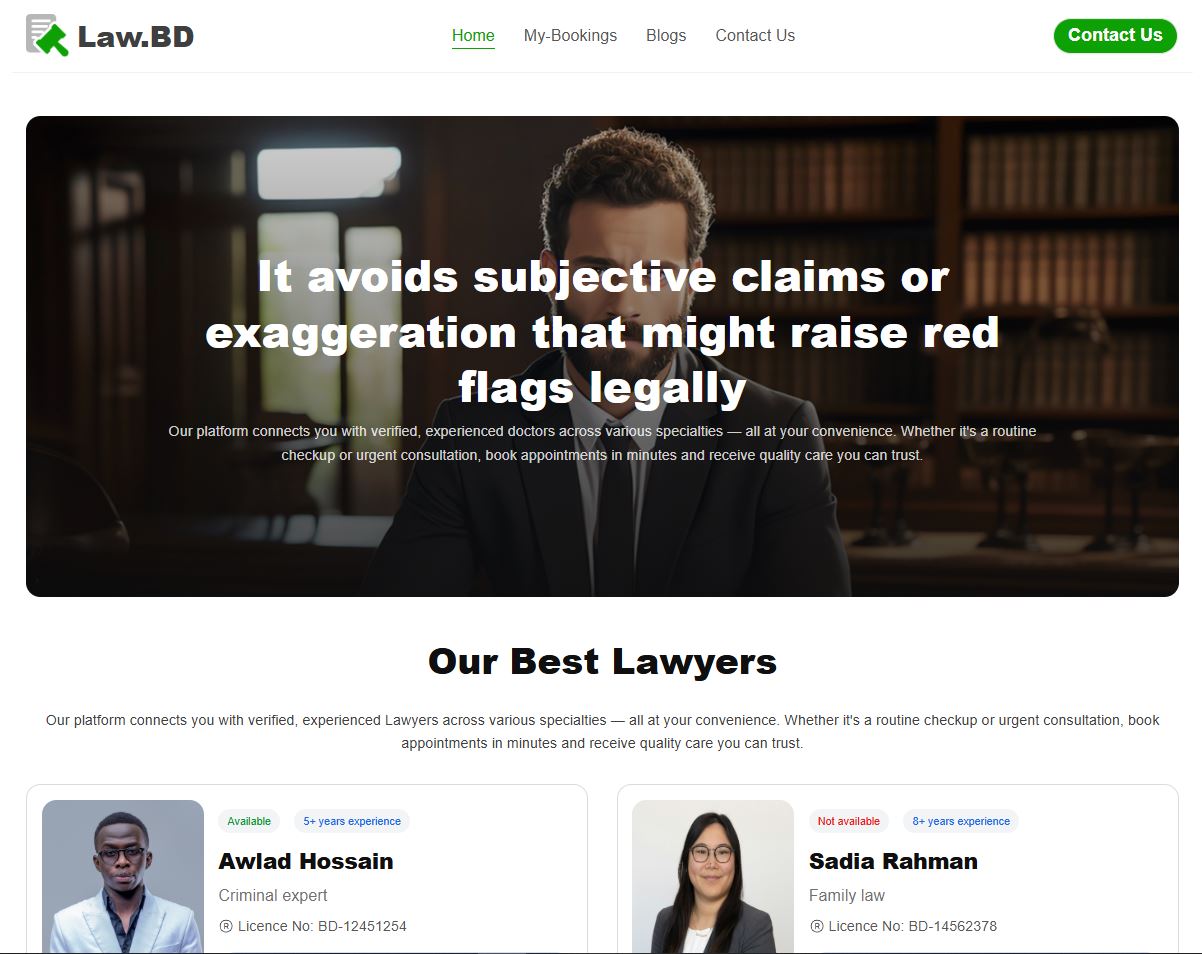 Law.BD
Home My-Bookings Blogs Contact Us
Contact Us
It avoids subjective claims or
exaggeration that might raise red
flags legally
Our platform connects you with verified, experienced doctors across various specialties — all at your convenience. Whether it's a routine
checkup or urgent consultation, book appointments in minutes and receive quality care you can trust.
Our Best Lawyers
Our platform connects you with verified, experienced Lawyers across various specialties — all at your convenience. Whether it's a routine checkup or urgent consultation, book
appointments in minutes and receive quality care you can trust.
Available 5+ years experience
Awlad Hossain
Criminal expert
® Licence No: BD-12451254
Not available 8+ years experience
Sadia Rahman
Family law
® Licence No: BD-14562378